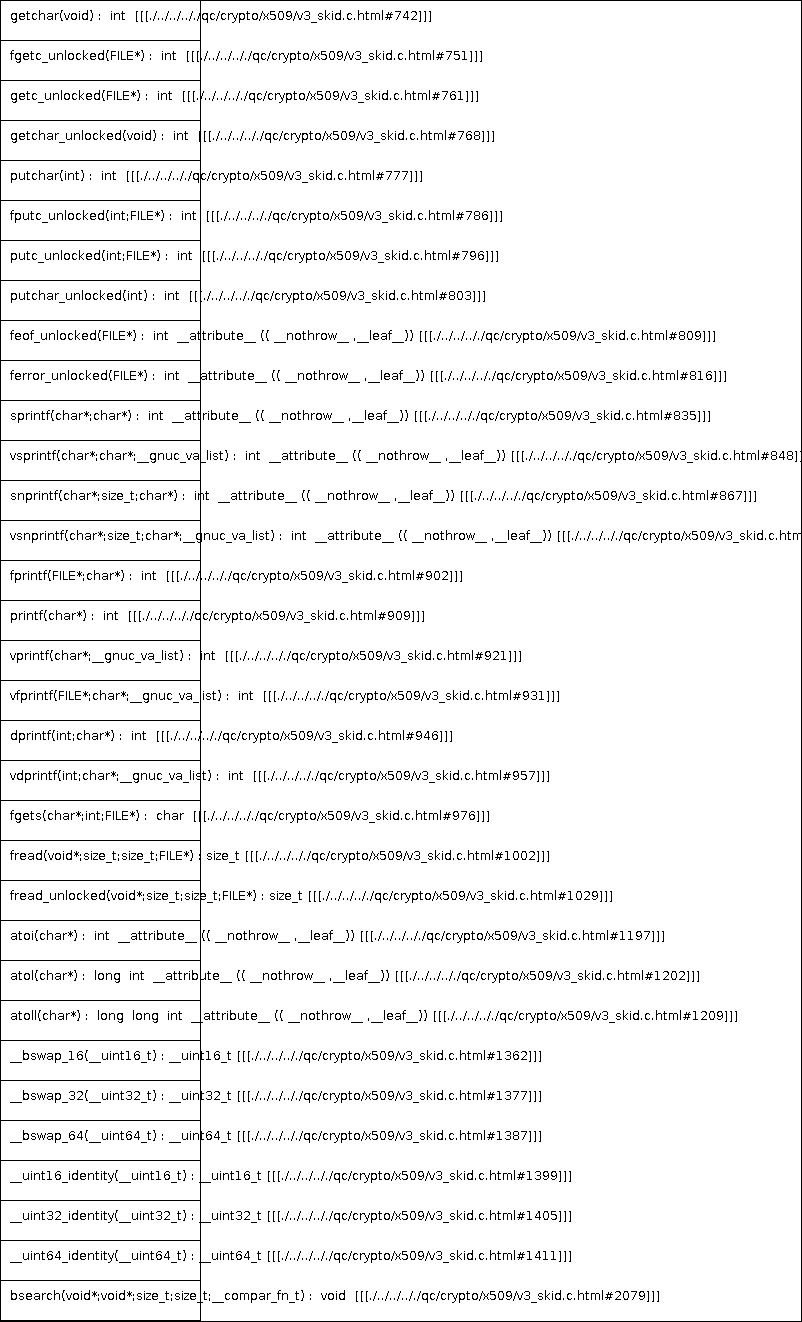 getchar(void) : int [[[./../../../../qc/crypto/x509/v3_skid.c.html#742]]]
fgetc_unlocked(FILE*) : int [[[./../../../../qc/crypto/x509/v3_skid.c.html#751]]]
getc_unlocked(FILE*) : int [[[./../../../../qc/crypto/x509/v3_skid.c.html#761]]]
getchar_unlocked(void) : int [[[./../../../../qc/crypto/x509/v3_skid.c.html#768]]]
putchar(int) : int [[[./../../../../qc/crypto/x509/v3_skid.c.html#777]]]
fputc_unlocked(int;FILE*) : int [[[./../../../../qc/crypto/x509/v3_skid.c.html#786]]]
putc_unlocked(int;FILE*) : int [[[./../../../../qc/crypto/x509/v3_skid.c.html#796]]]
putchar_unlocked(int) : int [[[./../../../../qc/crypto/x509/v3_skid.c.html#803]]]
feof_unlocked(FILE*) : int __attribute__ (( __nothrow__ ,__leaf__)) [[[./../../../../qc/crypto/x509/v3_skid.c.html#809]]]
ferror_unlocked(FILE*) : int __attribute__ (( __nothrow__ ,__leaf__)) [[[./../../../../qc/crypto/x509/v3_skid.c.html#816]]]
sprintf(char*;char*) : int __attribute__ (( __nothrow__ ,__leaf__)) [[[./../../../../qc/crypto/x509/v3_skid.c.html#835]]]
vsprintf(char*;char*;__gnuc_va_list) : int __attribute__ (( __nothrow__ ,__leaf__)) [[[./../../../../qc/crypto/x509/v3_skid.c.html#848]]
snprintf(char*;size_t;char*) : int __attribute__ (( __nothrow__ ,__leaf__)) [[[./../../../../qc/crypto/x509/v3_skid.c.html#867]]]
vsnprintf(char*;size_t;char*;__gnuc_va_list) : int __attribute__ (( __nothrow__ ,__leaf__)) [[[./../../../../qc/crypto/x509/v3_skid.c.htm
fprintf(FILE*;char*) : int [[[./../../../../qc/crypto/x509/v3_skid.c.html#902]]]
printf(char*) : int [[[./../../../../qc/crypto/x509/v3_skid.c.html#909]]]
vprintf(char*;__gnuc_va_list) : int [[[./../../../../qc/crypto/x509/v3_skid.c.html#921]]]
vfprintf(FILE*;char*;__gnuc_va_list) : int [[[./../../../../qc/crypto/x509/v3_skid.c.html#931]]]
dprintf(int;char*) : int [[[./../../../../qc/crypto/x509/v3_skid.c.html#946]]]
vdprintf(int;char*;__gnuc_va_list) : int [[[./../../../../qc/crypto/x509/v3_skid.c.html#957]]]
fgets(char*;int;FILE*) : char [[[./../../../../qc/crypto/x509/v3_skid.c.html#976]]]
fread(void*;size_t;size_t;FILE*) : size_t [[[./../../../../qc/crypto/x509/v3_skid.c.html#1002]]]
fread_unlocked(void*;size_t;size_t;FILE*) : size_t [[[./../../../../qc/crypto/x509/v3_skid.c.html#1029]]]
atoi(char*) : int __attribute__ (( __nothrow__ ,__leaf__)) [[[./../../../../qc/crypto/x509/v3_skid.c.html#1197]]]
atol(char*) : long int __attribute__ (( __nothrow__ ,__leaf__)) [[[./../../../../qc/crypto/x509/v3_skid.c.html#1202]]]
atoll(char*) : long long int __attribute__ (( __nothrow__ ,__leaf__)) [[[./../../../../qc/crypto/x509/v3_skid.c.html#1209]]]
__bswap_16(__uint16_t) : __uint16_t [[[./../../../../qc/crypto/x509/v3_skid.c.html#1362]]]
__bswap_32(__uint32_t) : __uint32_t [[[./../../../../qc/crypto/x509/v3_skid.c.html#1377]]]
__bswap_64(__uint64_t) : __uint64_t [[[./../../../../qc/crypto/x509/v3_skid.c.html#1387]]]
__uint16_identity(__uint16_t) : __uint16_t [[[./../../../../qc/crypto/x509/v3_skid.c.html#1399]]]
__uint32_identity(__uint32_t) : __uint32_t [[[./../../../../qc/crypto/x509/v3_skid.c.html#1405]]]
__uint64_identity(__uint64_t) : __uint64_t [[[./../../../../qc/crypto/x509/v3_skid.c.html#1411]]]
bsearch(void*;void*;size_t;size_t;__compar_fn_t) : void [[[./../../../../qc/crypto/x509/v3_skid.c.html#2079]]]